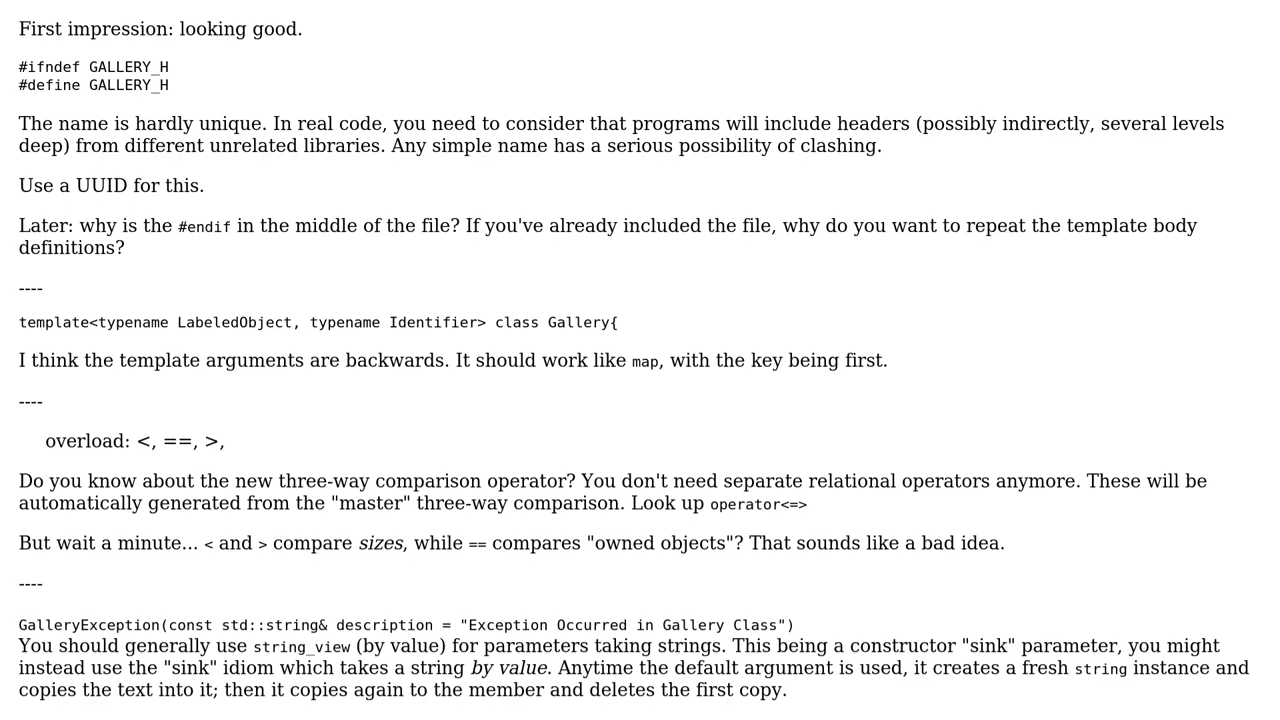 First impression: looking good.
#ifndef GALLERY_H
#define GALLERY_H
The name is hardly unique. In real code, you need to consider that programs will include headers (possibly indirectly, several levels
deep) from different unrelated libraries. Any simple name has a serious possibility of clashing.
Use a UUID for this.
Later: why is the #endif in the middle of the file? If you've already included the file, why do you want to repeat the template body
definitions?
----
template<typename LabeledObject, typename Identifier> class Gallery{
I think the template arguments are backwards. It should work like map, with the key being first.
----
overload: <, ==, >,
Do you know about the new three-way comparison operator? You don't need separate relational operators anymore. These will be
automatically generated from the "master" three-way comparison. Look up operator<=>
But wait a minute... < and > compare sizes, while == compares "owned objects"? That sounds like a bad idea.
----
GalleryException(const std::string& description = "Exception Occurred in Gallery Class")
You should generally use string_view (by value) for parameters taking strings. This being a constructor "sink" parameter, you might
instead use the "sink" idiom which takes a string by value. Anytime the default argument is used, it creates a fresh string instance and
copies the text into it; then it copies again to the member and deletes the first copy.